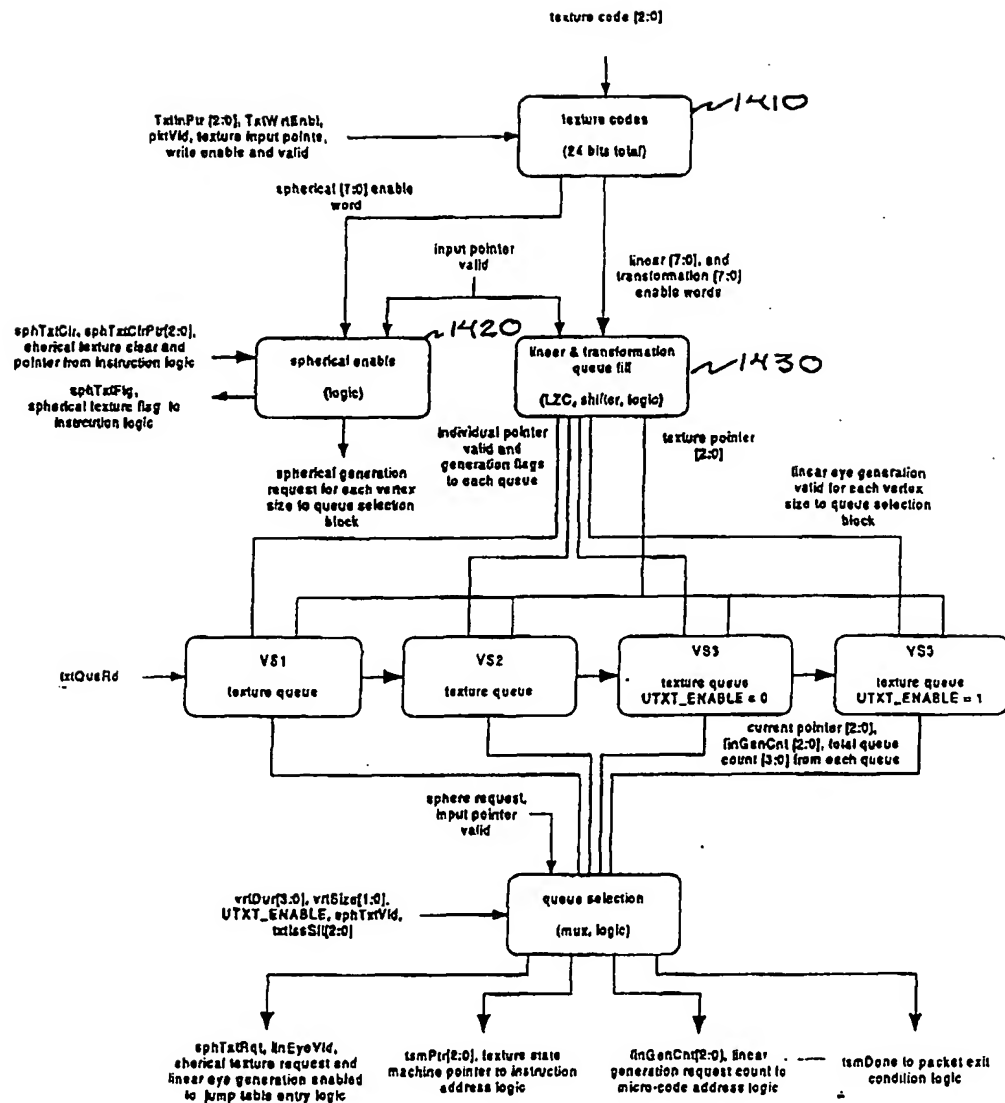 texture code [2:0]
1410
texture codes
(24 bits total)
TxtInPtr [2:0], TxtWrtEnbl,
pktVld, texture input pointe,
write enable and valid
spherical [7:0] enable
word
input pointer
valid
linear [7:0], and
transformation [7:0]
enable words
1420
sphTxtClr, sphTxtClrPtr[2:0],
sherical texture clear and
pointer from instruction logic
spherical enable
(logic)
linear & transformation
queue fill
(LZC, shifter, logic)
1430
sphTxtFlg,
spherical texture flag to
instrcution logic
individual pointer
valid and
generation flags
to each queue
texture pointer
[2:0]
spherical generation
request for each vertex
size to queue selection
block
linear eye generation
valid for each vertex
size to queue selection
block
txtQueRd
VS1
texture queue
VS2
texture queue
VS3
texture queue
UTXT_ENABLE = 0
VS3
texture queue
UTXT_ENABLE = 1
current pointer [2:0],
linGenCnt [2:0], total queue
count [3:0] from each queue
sphere request,
input pointer
valid
vrtDur[3:0], vrtSize[1:0],
UTXT_ENABLE, sphTxtVld,
txtIssStl[2:0]
queue selection
(mux, logic)
sphTxtRqt, linEyeVld,
sherical texture request and
linear eye generation enabled
to jump table entry logic
tsmPtr[2:0], texture state
machine pointer to instruction
address logic
linGenCnt[2:0], linear
generation request count to
micro-code address logic
tsmDone to packet exit
condition logic